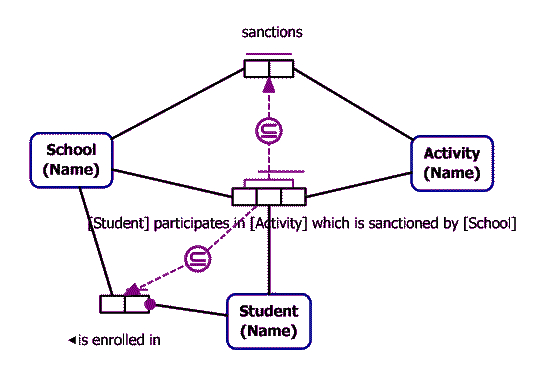 sanctions
School
(Name)
Activity
(Name)
[Student] participates in [Activity] which is sanctioned by [School]
Student
(Name)
◄is enrolled in